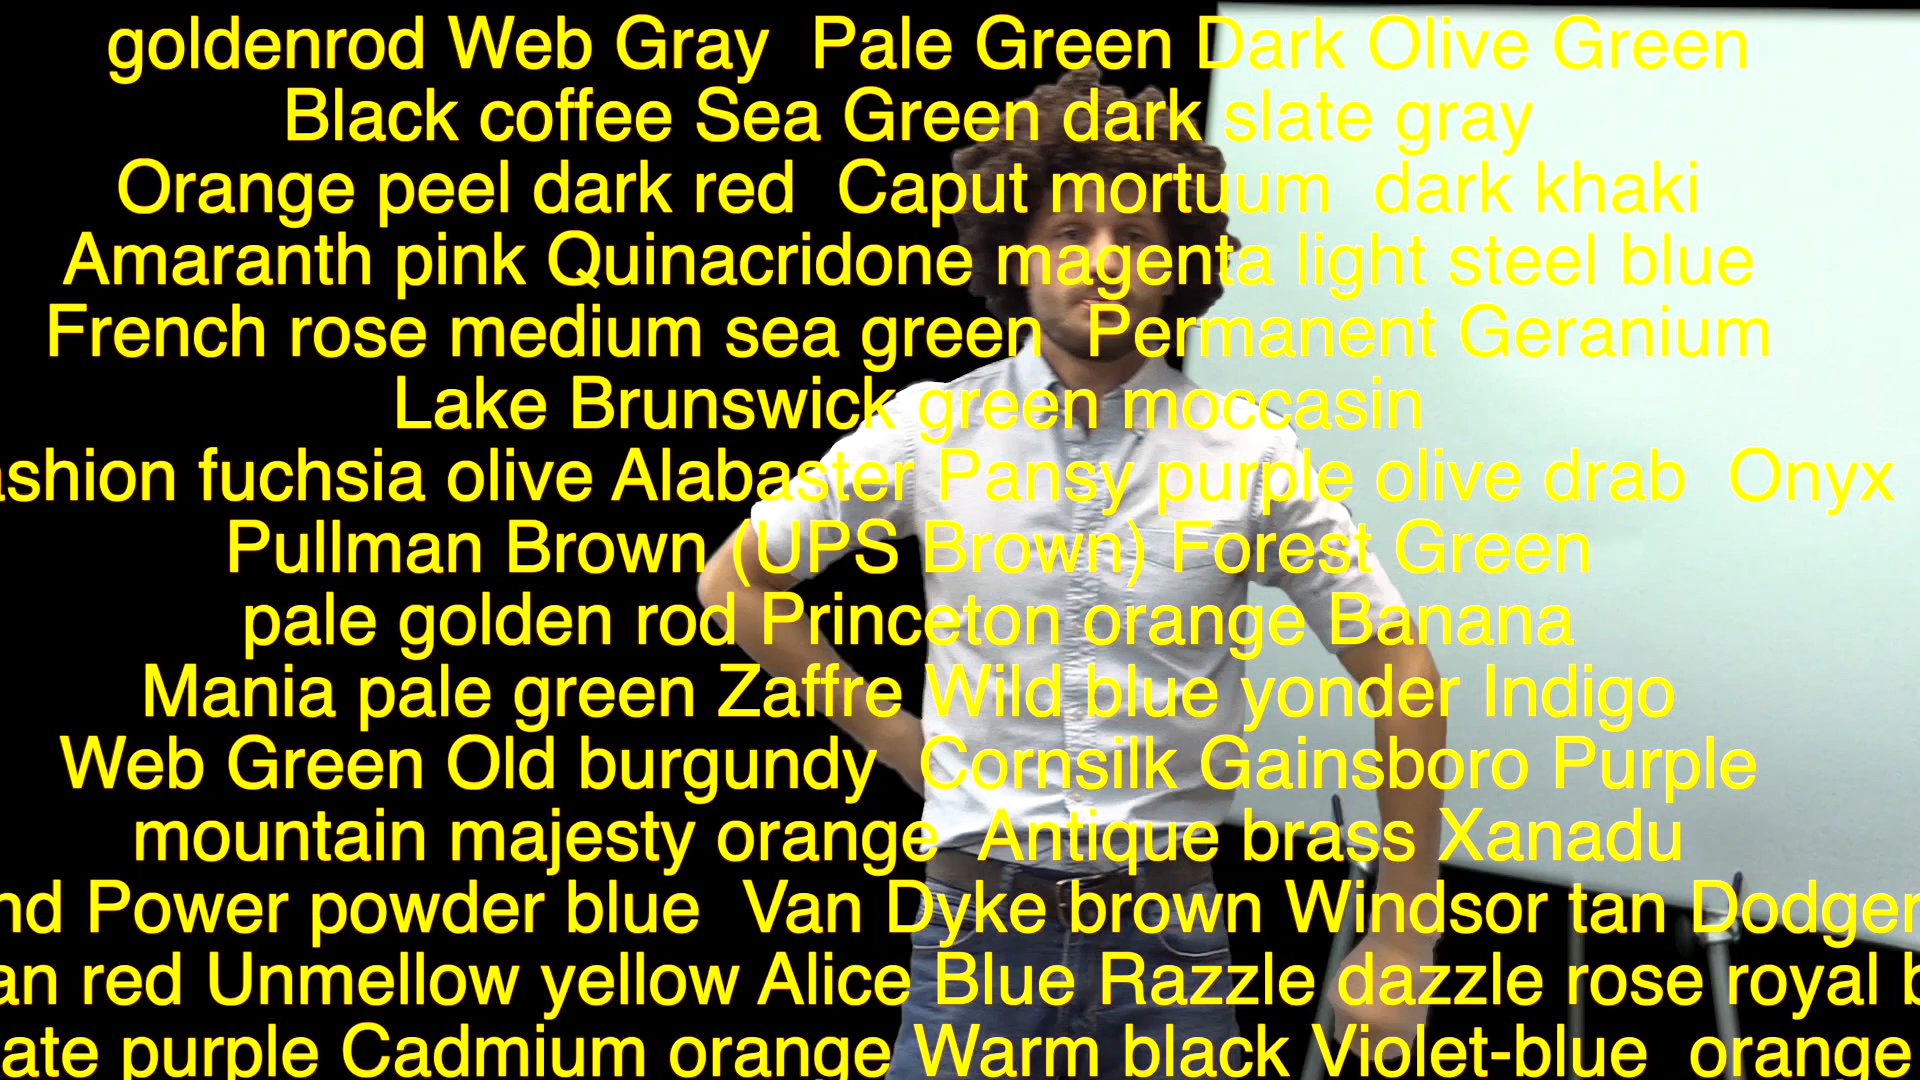 goldenrod Web Gray  Pale Green Dark Olive Green
Black coffee Sea Green dark slate gray
Orange peel dark red  Caput mortuum  dark khaki
Amaranth pink Quinacridone magenta light steel blue
French rose medium sea green  Permanent Geranium
Lake Brunswick green moccasin
ashion fuchsia olive Alabaster Pansy purple olive drab  Onyx
Pullman Brown (UPS Brown) Forest Green
pale golden rod Princeton orange Banana
Mania pale green Zaffre Wild blue yonder Indigo
Web Green Old burgundy  Cornsilk Gainsboro Purple
mountain majesty orange  Antique brass Xanadu
nd Power powder blue  Van Dyke brown Windsor tan Dodger
an red Unmellow yellow Alice Blue Razzle dazzle rose royal b
ate purple Cadmium orange Warm black Violet-blue  orange